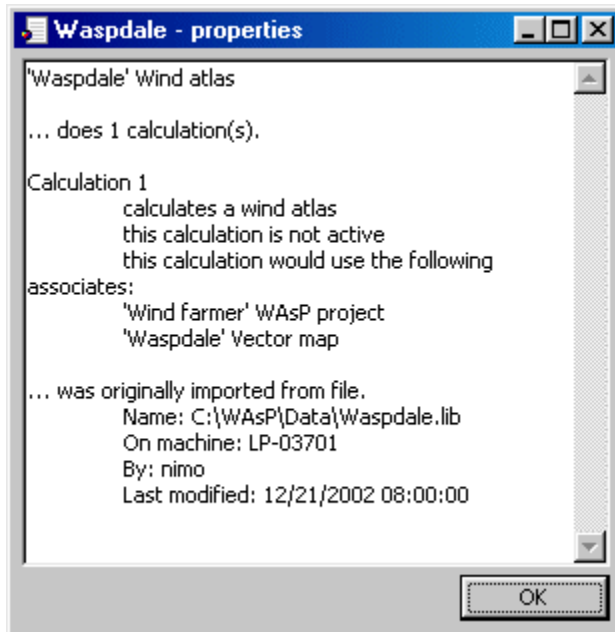 Waspdale - properties
'Waspdale' Wind atlas
... does 1 calculation(s).
Calculation 1
calculates a wind atlas
this calculation is not active
this calculation would use the following
associates:
'Wind farmer' WAsP project
'Waspdale' Vector map
... was originally imported from file.
Name: C:\WAsP\Data\Waspdale.lib
On machine: LP-03701
By: nimo
Last modified: 12/21/2002 08:00:00
OK